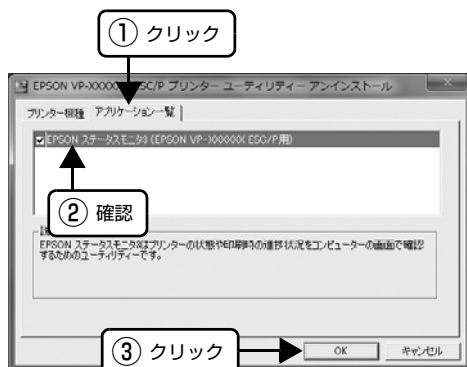 ① クリック
EPSON VP-XXXXX ESC/P プリンター ユーティリティー アンインストール
プリンター機種 アプリケーション一覧
EPSON ステータスモニタ3 (EPSON VP-XXXXXX ESC/P用)
② 確認
EPSON ステータスモニタ3はプリンターの状態や印刷時の進捗状況をコンピューターの画面で確認
するためのユーティリティーです。
③ クリック
OK キャンセル